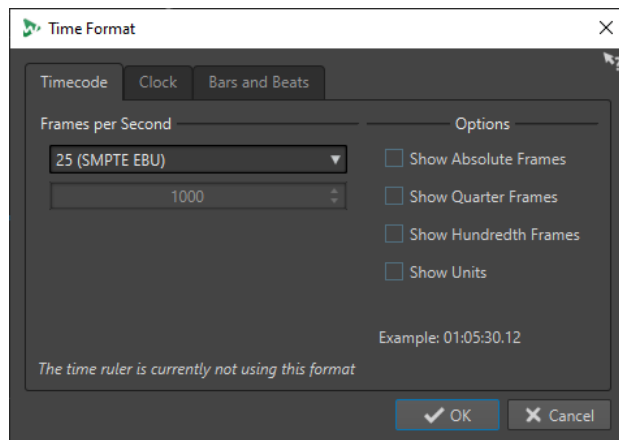 Time Format
Timecode Clock Bars and Beats
Frames per Second
25 (SMPTE EBU)
1000
Options
Show Absolute Frames
Show Quarter Frames
Show Hundredth Frames
Show Units
Example: 01:05:30.12
The time ruler is currently not using this format
OK Cancel